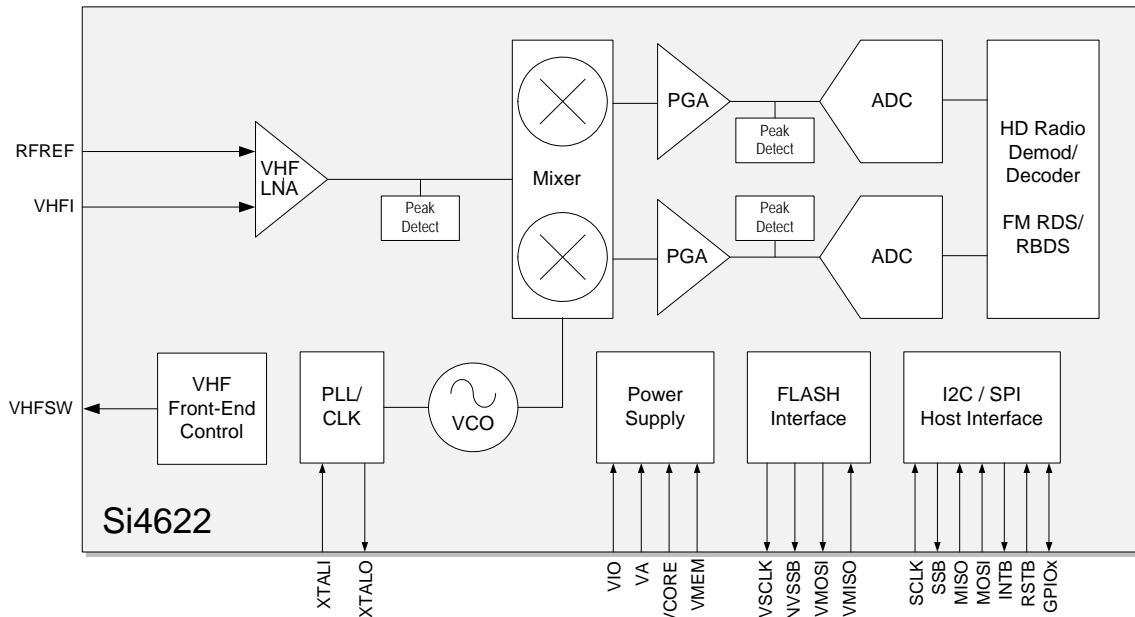 RFREF
VHFI
VHF
LNA
Peak
Detect
Mixer
PGA
Peak
Detect
ADC
PGA
Peak
Detect
ADC
HD Radio
Demod/
Decoder
FM RDS/
RBDS
VHFSW
VHF
Front-End
Control
PLL/
CLK
VCO
Power
Supply
FLASH
Interface
I2C / SPI
Host Interface
Si4622
XTALI
XTALO
VIO
VA
VCORE
VMEM
VSCLK
NVSSB
VMOSI
VMISO
SCLK
SSB
MISO
MOSI
INTB
RSTB
GPIOx